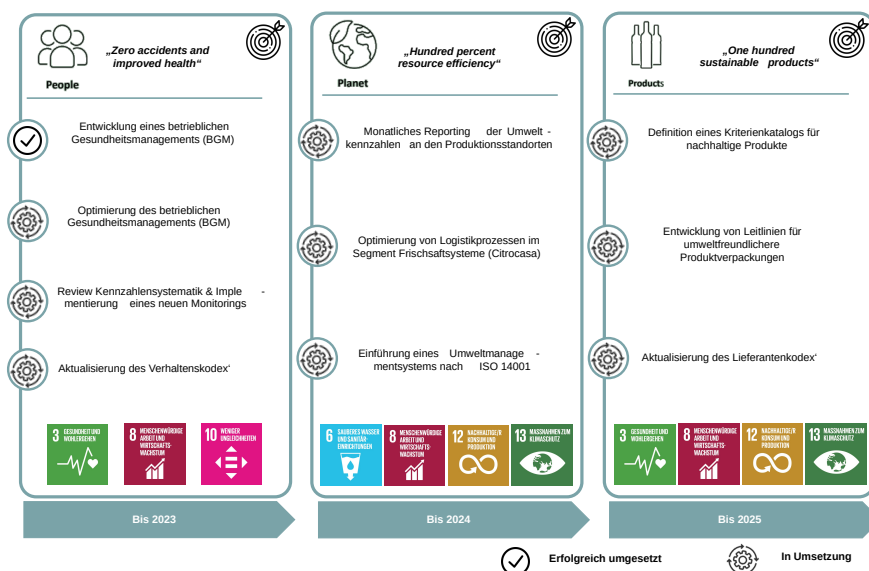 „Zero accidents and
improved health“
People
Entwicklung eines betrieblichen
Gesundheitsmanagements (BGM)
Optimierung des betrieblichen
Gesundheitsmanagements (BGM)
Review Kennzahlensystematik & Imple -
mentierung eines neuen Monitorings
Aktualisierung des Verhaltenskodex‘
3 GESUNDHEIT UND
WOHLERGEHEN
8 MENSCHENWÜRDIGE
ARBEIT UND
WIRTSCHAFTS-
WACHSTUM
10 WENIGER
UNGLEICHHEITEN
Bis 2023
„Hundred percent
resource efficiency“
Planet
Monatliches Reporting der Umwelt -
kennzahlen an den Produktionsstandorten
Optimierung von Logistikprozessen im
Segment Frischsaftsysteme (Citrocasa)
Einführung eines Umweltmanage -
mentsystems nach ISO 14001
6 SAUBERES WASSER
UND SANITÄR-
EINRICHTUNGEN
8 MENSCHENWÜRDIGE
ARBEIT UND
WIRTSCHAFTS-
WACHSTUM
12 NACHHALTIGE/R
KONSUM UND
PRODUKTION
13 MASSNAHMEN ZUM
KLIMASCHUTZ
Bis 2024
„One hundred
sustainable products“
Products
Definition eines Kriterienkatalogs für
nachhaltige Produkte
Entwicklung von Leitlinien für
umweltfreundlichere
Produktverpackungen
Aktualisierung des Lieferantenkodex‘
3 GESUNDHEIT UND
WOHLERGEHEN
8 MENSCHENWÜRDIGE
ARBEIT UND
WIRTSCHAFTS-
WACHSTUM
12 NACHHALTIGE/R
KONSUM UND
PRODUKTION
13 MASSNAHMEN ZUM
KLIMASCHUTZ
Bis 2025
Erfolgreich umgesetzt
In Umsetzung